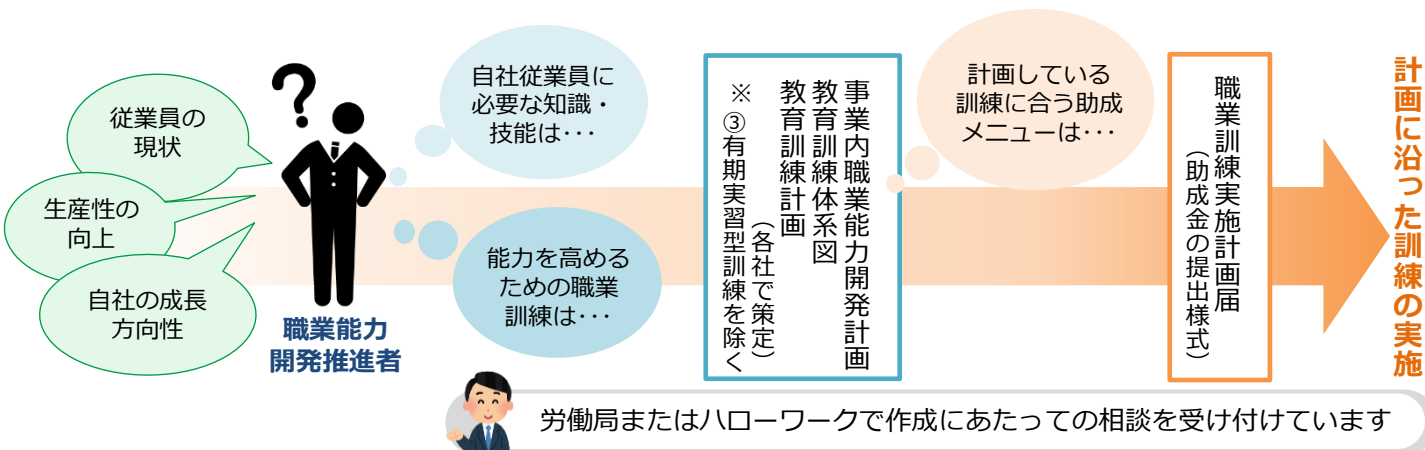 従業員の
現状
生産性の
向上
自社の成長
方向性
?
職業能力
開発推進者
自社従業員に
必要な知識・
技能は・・・
能力を高める
ための職業
訓練は・・・
事業内職業能力開発計画
教育訓練体系図
教育訓練計画
（各社で策定）
※③有期実習型訓練を除く
計画している
訓練に合う助成
メニューは・・・
職業訓練実施計画届
（助成金の提出様式）
計画に沿った訓練の実施
労働局またはハローワークで作成にあたっての相談を受け付けています